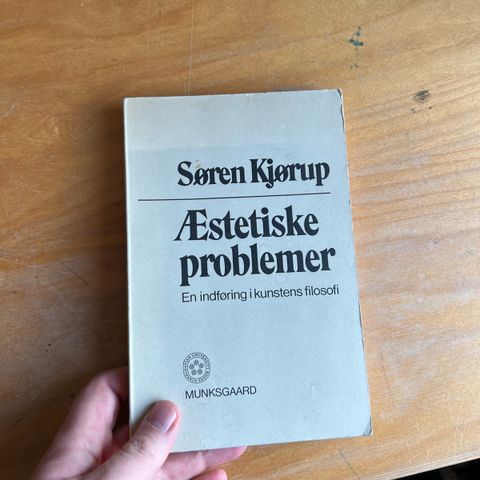 Søren Kjørup
Æstetiske
problemer
En indføring i kunstens filosofi
MUNKSGAARD